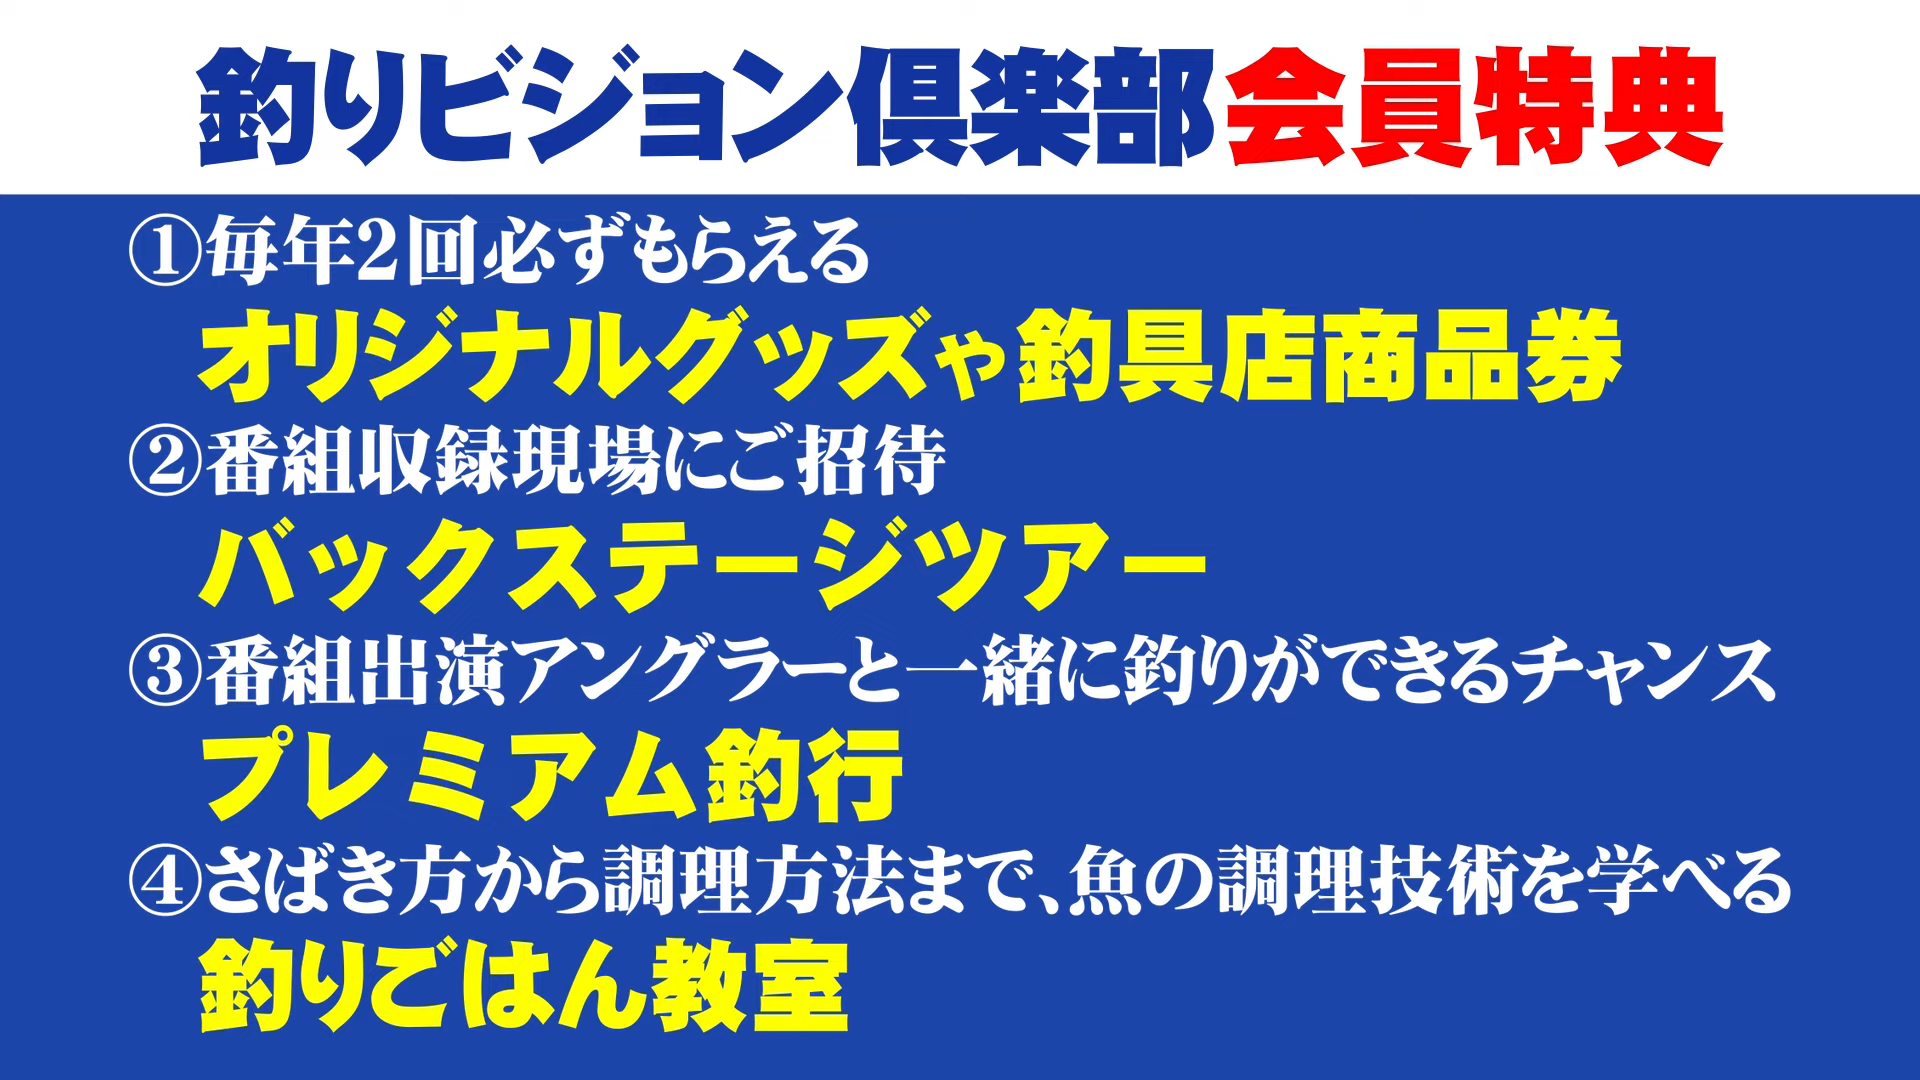 釣りビジョン倶楽部会員特典
①毎年2回必ずもらえる
オリジナルグッズや釣具店商品券
②番組収録現場にご招待
バックステージツアー
③番組出演アングラーと一緒に釣りができるチャンス
プレミアム釣行
④さばき方から調理方法まで、魚の調理技術を学べる
釣りごはん教室